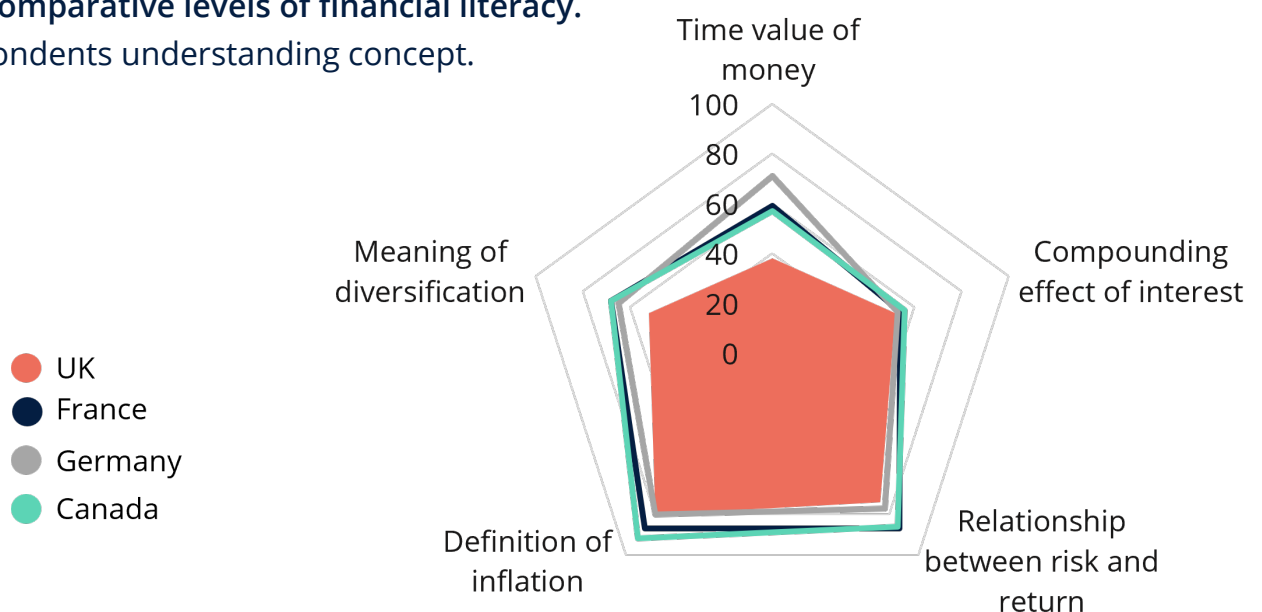 omparative levels of financial literacy.
ondents understanding concept.
Time value of
money
100
80
60
40
20
0
Meaning of
diversification
Compounding
effect of interest
UK
France
Germany
Canada
Definition of
inflation
Relationship
between risk and
return